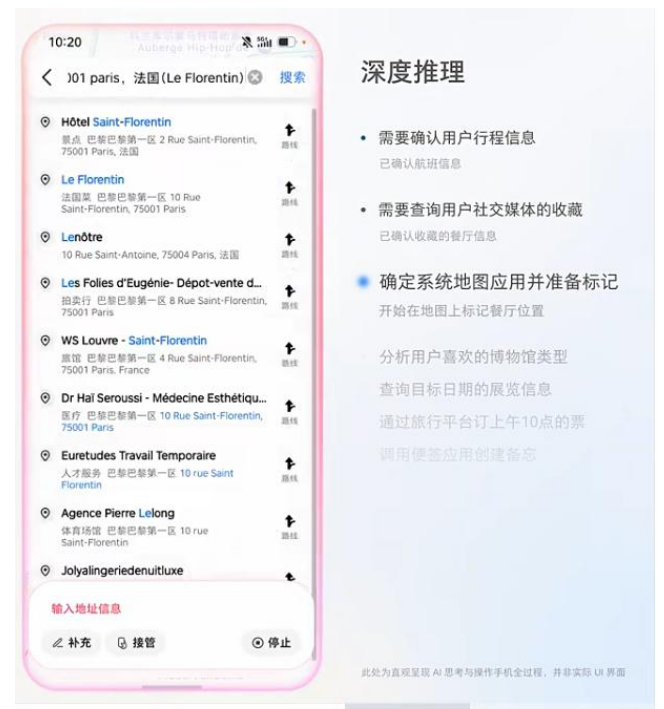 10:20
Auberge Hip-Hop
001 paris，法国(Le Florentin)
搜索
Hôtel Saint-Florentin
景点 巴黎巴黎第一区 2 Rue Saint-Florentin,
75001 Paris, 法国
路线
Le Florentin
法国菜 巴黎巴黎第一区 10 Rue
Saint-Florentin, 75001 Paris
路线
Lenôtre
10 Rue Saint-Antoine, 75004 Paris, 法国
路线
Les Folies d'Eugénie- Dépot-vente d...
拍卖行 巴黎巴黎第一区 8 Rue Saint-Florentin,
75001 Paris
路线
WS Louvre - Saint-Florentin
旅馆 巴黎巴黎第一区 4 Rue Saint-Florentin,
75001 Paris, France
路线
Dr Haï Seroussi - Médecine Esthétiqu...
医疗 巴黎巴黎第一区 10 Rue Saint-Florentin,
75001 Paris
路线
Euretudes Travail Temporaire
人才服务 巴黎巴黎第一区 10 rue Saint
Florentin
路线
Agence Pierre Lelong
体育场馆 巴黎巴黎第一区 10 rue
Saint-Florentin
路线
Jolyalingeriedenuitluxe
输入地址信息
补充
接管
停止
深度推理
需要确认用户行程信息
已确认航班信息
需要查询用户社交媒体的收藏
已确认收藏的餐厅信息
确定系统地图应用并准备标记
开始在地图上标记餐厅位置
分析用户喜欢的博物馆类型
查询目标日期的展览信息
通过旅行平台订上午10点的票
调用便签应用创建备忘
此处为直观呈现 AI 思考与操作手机全过程，并非实际 UI 界面